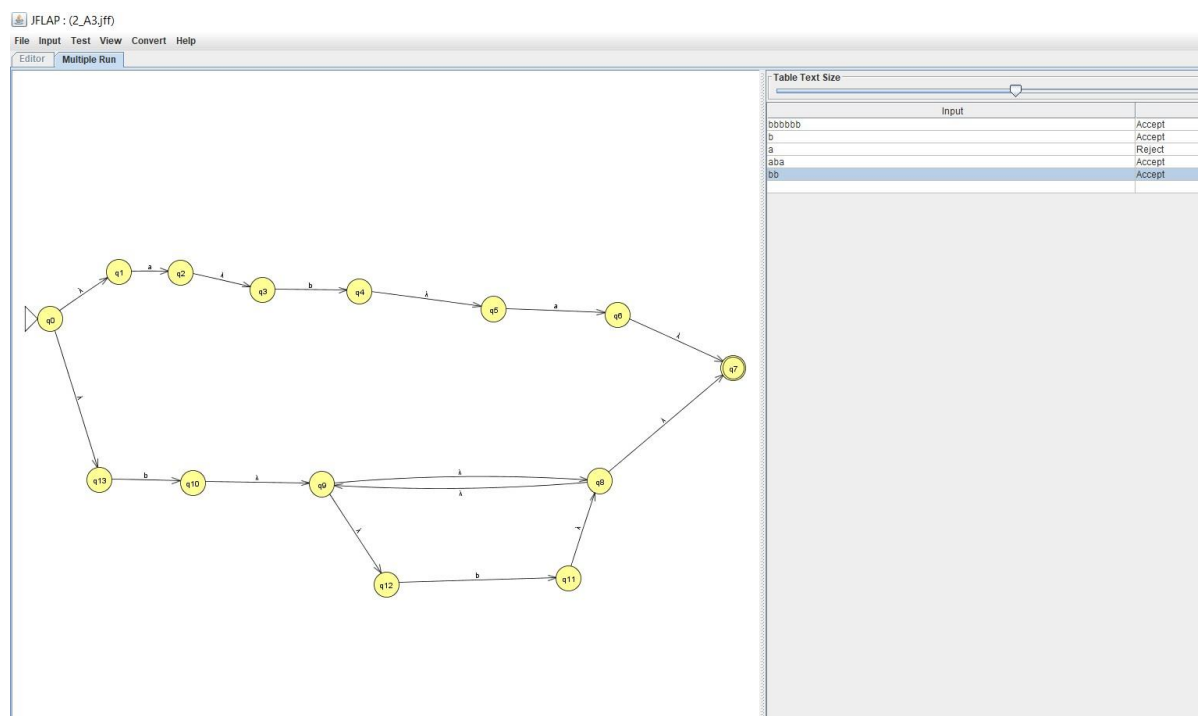 JFLAP : (2_A3.jff)
File Input Test View Convert Help
Editor Multiple Run
Table Text Size
Input
bbbbbb Accept
b Accept
a Reject
aba Accept
bb Accept
q1 a q2 λ q3 b q4 λ q5 a q6 λ q7
λ
q0
λ
λ
q13 b q10 λ q9 λ q8
λ
λ λ
q12 b q11